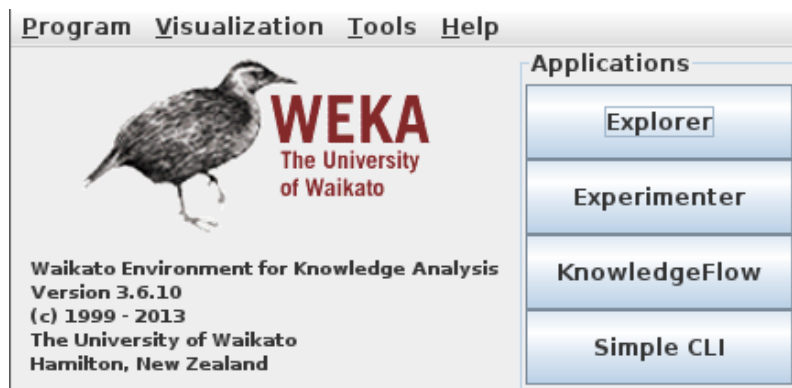 Program Visualization Tools Help
WEKA
The University
of Waikato
Waikato Environment for Knowledge Analysis
Version 3.6.10
(c) 1999 - 2013
The University of Waikato
Hamilton, New Zealand
Applications
Explorer
Experimenter
KnowledgeFlow
Simple CLI